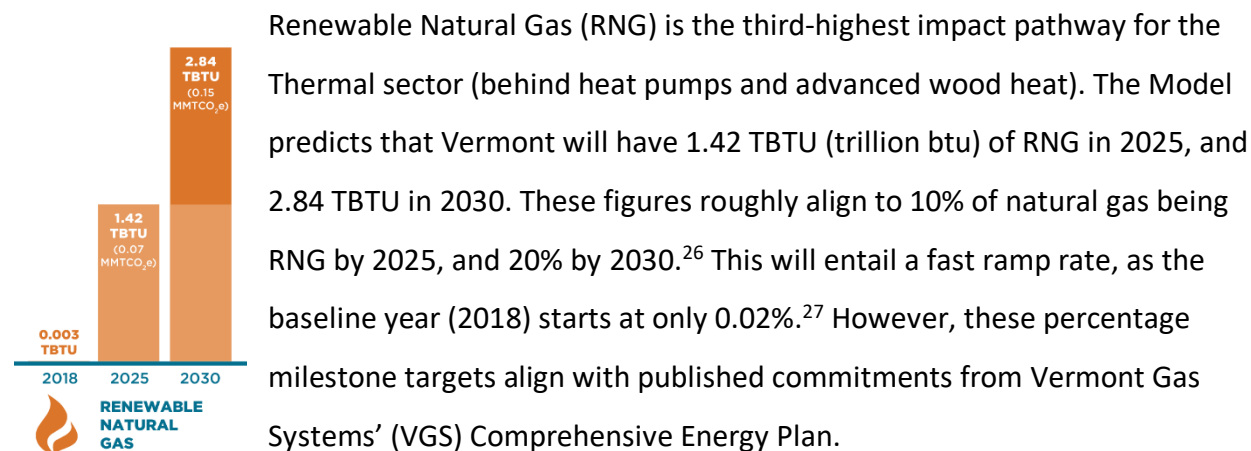 2.84
TBTU
(0.15
MMTCO₂e)
1.42
TBTU
(0.07
MMTCO₂e)
0.003
TBTU
2018 2025 2030
RENEWABLE
NATURAL
GAS
Renewable Natural Gas (RNG) is the third-highest impact pathway for the
Thermal sector (behind heat pumps and advanced wood heat). The Model
predicts that Vermont will have 1.42 TBTU (trillion btu) of RNG in 2025, and
2.84 TBTU in 2030. These figures roughly align to 10% of natural gas being
RNG by 2025, and 20% by 2030.²⁶ This will entail a fast ramp rate, as the
baseline year (2018) starts at only 0.02%.²⁷ However, these percentage
milestone targets align with published commitments from Vermont Gas
Systems’ (VGS) Comprehensive Energy Plan.